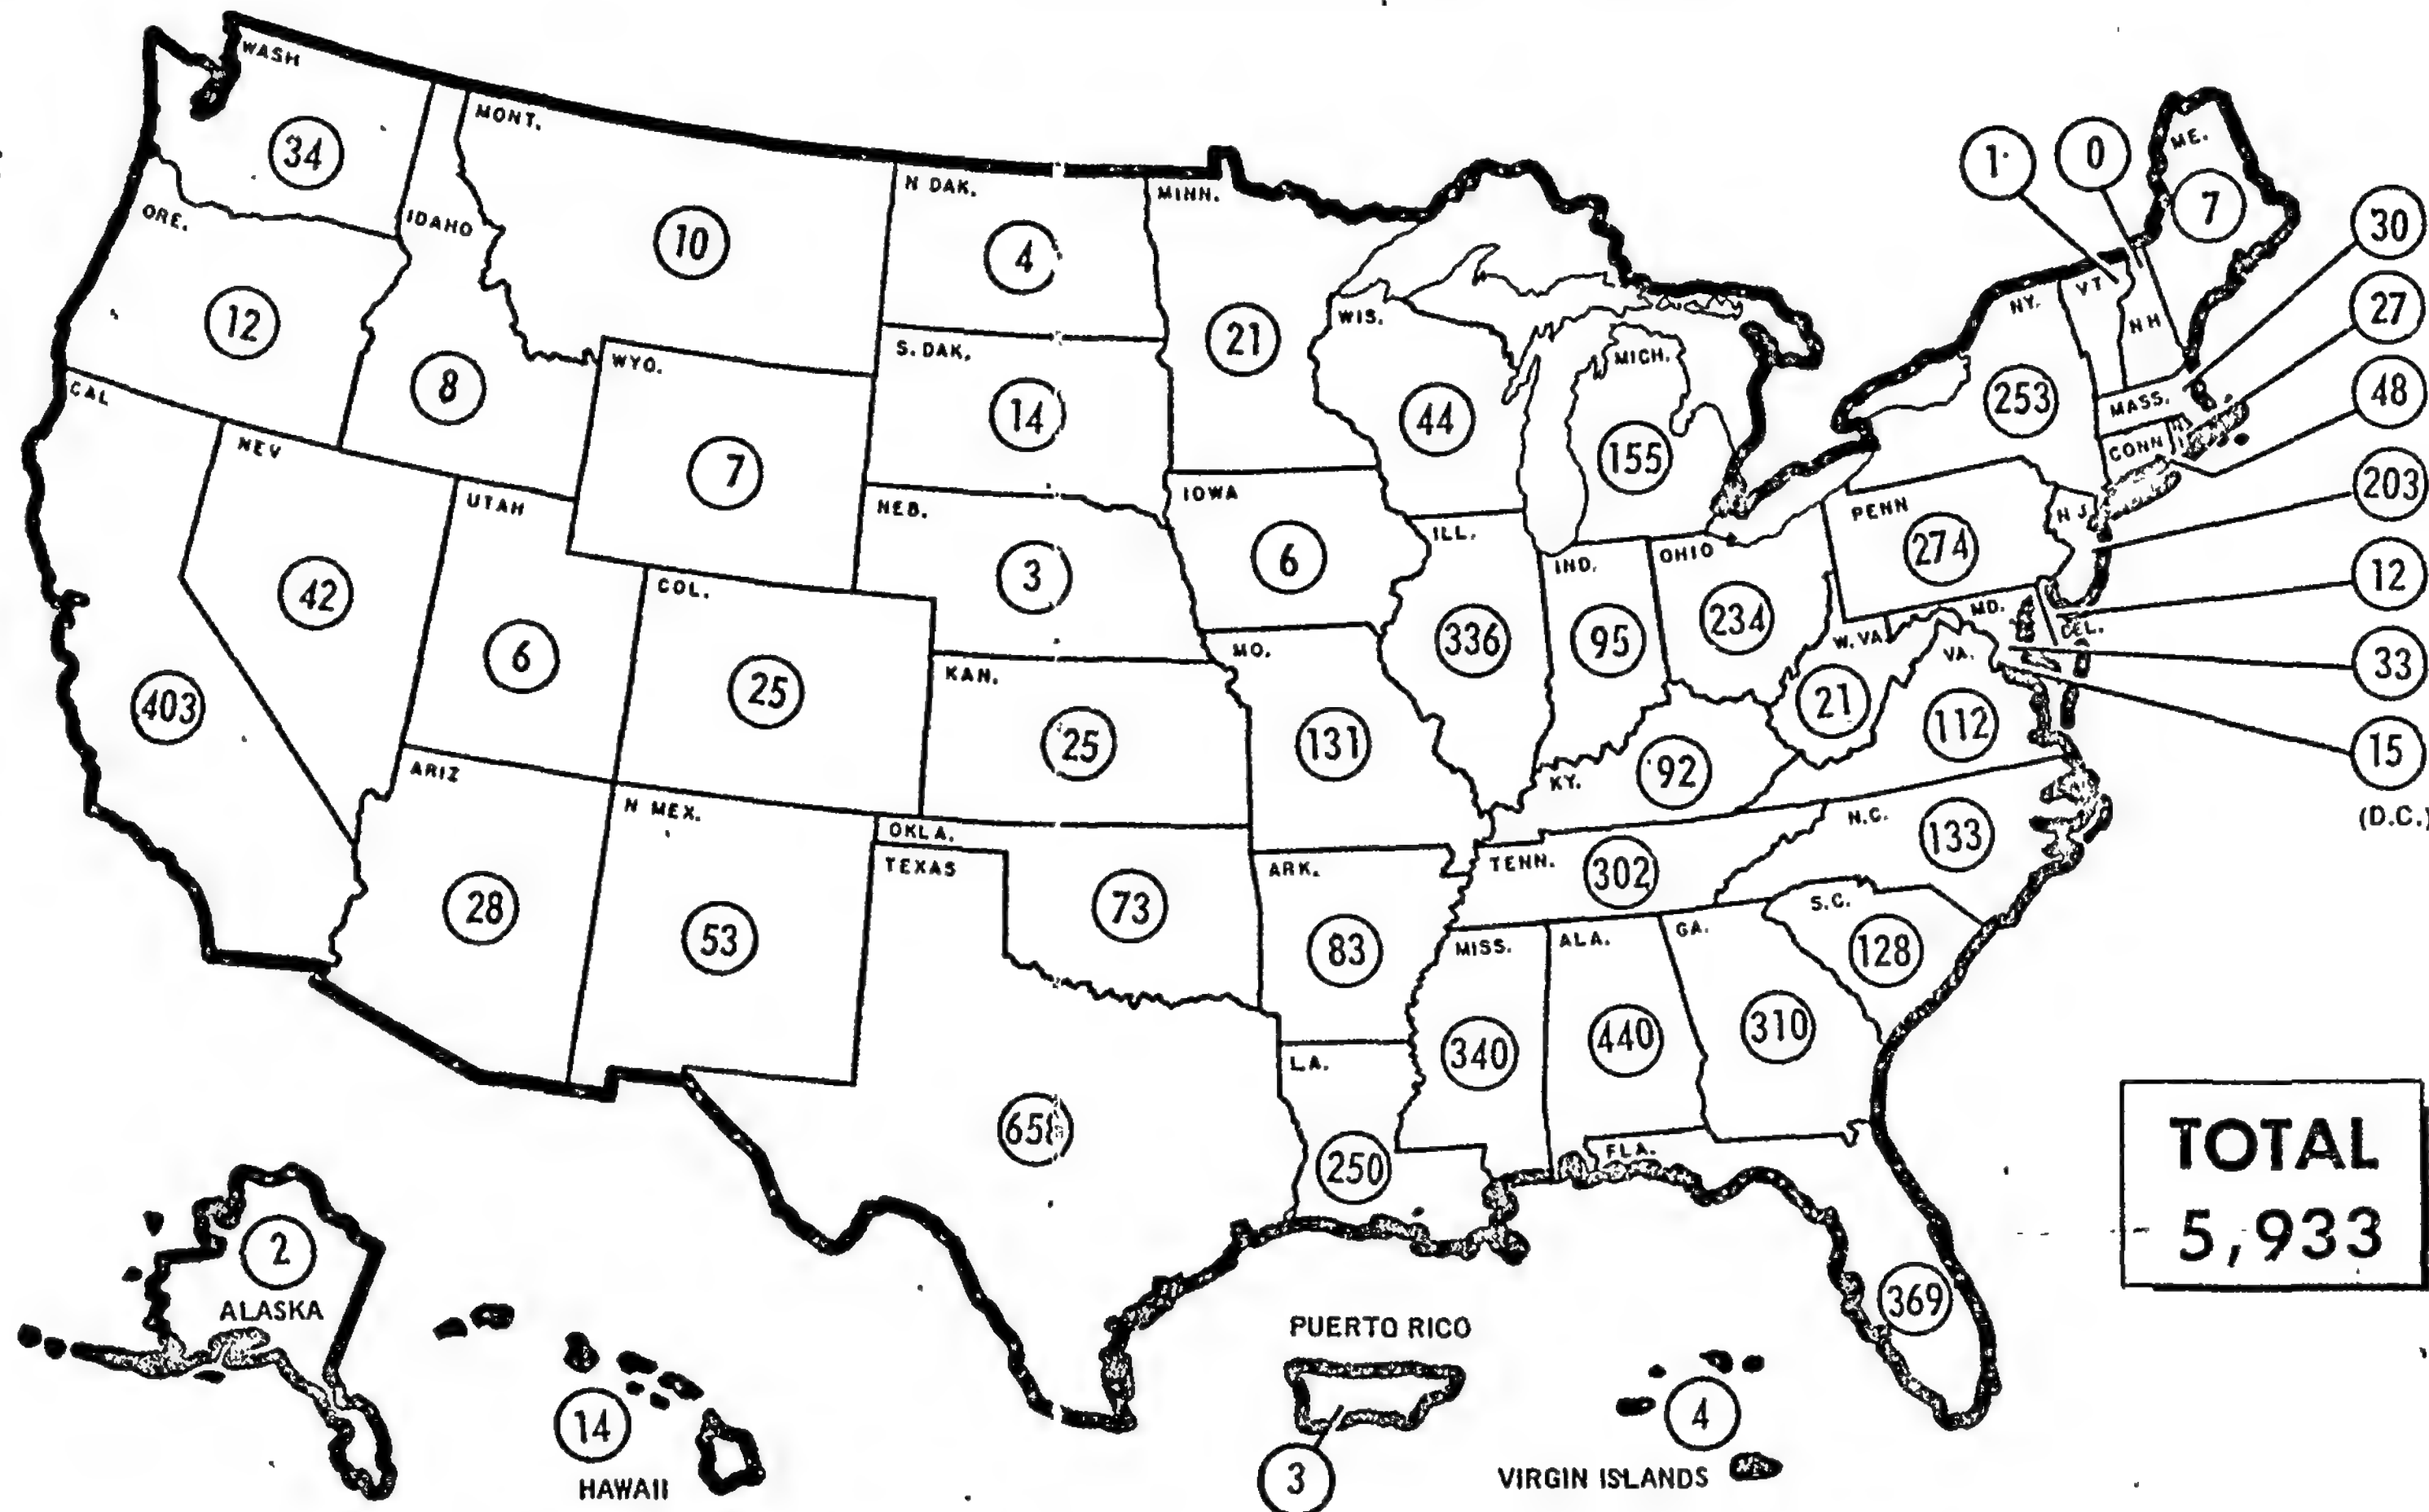 WASH
34
MONT.
10
ORE.
12
IDAHO
8
N DAK.
4
MINN.
21
1
0
ME.
7
30
27
48
203
12
33
15
(D.C.)
WIS.
44
MICH.
155
NY.
253
VT
NH
MASS.
CONN
CAL
403
NEV
42
WYO.
7
S. DAK.
14
UTAH
6
NEB.
3
IOWA
6
ILL.
336
IND.
95
OHIO
234
PENN
274
N J
MD.
DEL.
W. VA.
21
VA.
112
COL.
25
KAN.
25
MO.
131
KY.
92
ARIZ
28
N MEX.
53
OKLA.
73
TEXAS
658
ARK.
83
TENN.
302
N.C.
133
S.C.
128
MISS.
340
ALA.
440
GA.
310
LA.
250
FLA.
369
TOTAL
5,933
2
ALASKA
14
HAWAII
PUERTO RICO
3
4
VIRGIN ISLANDS